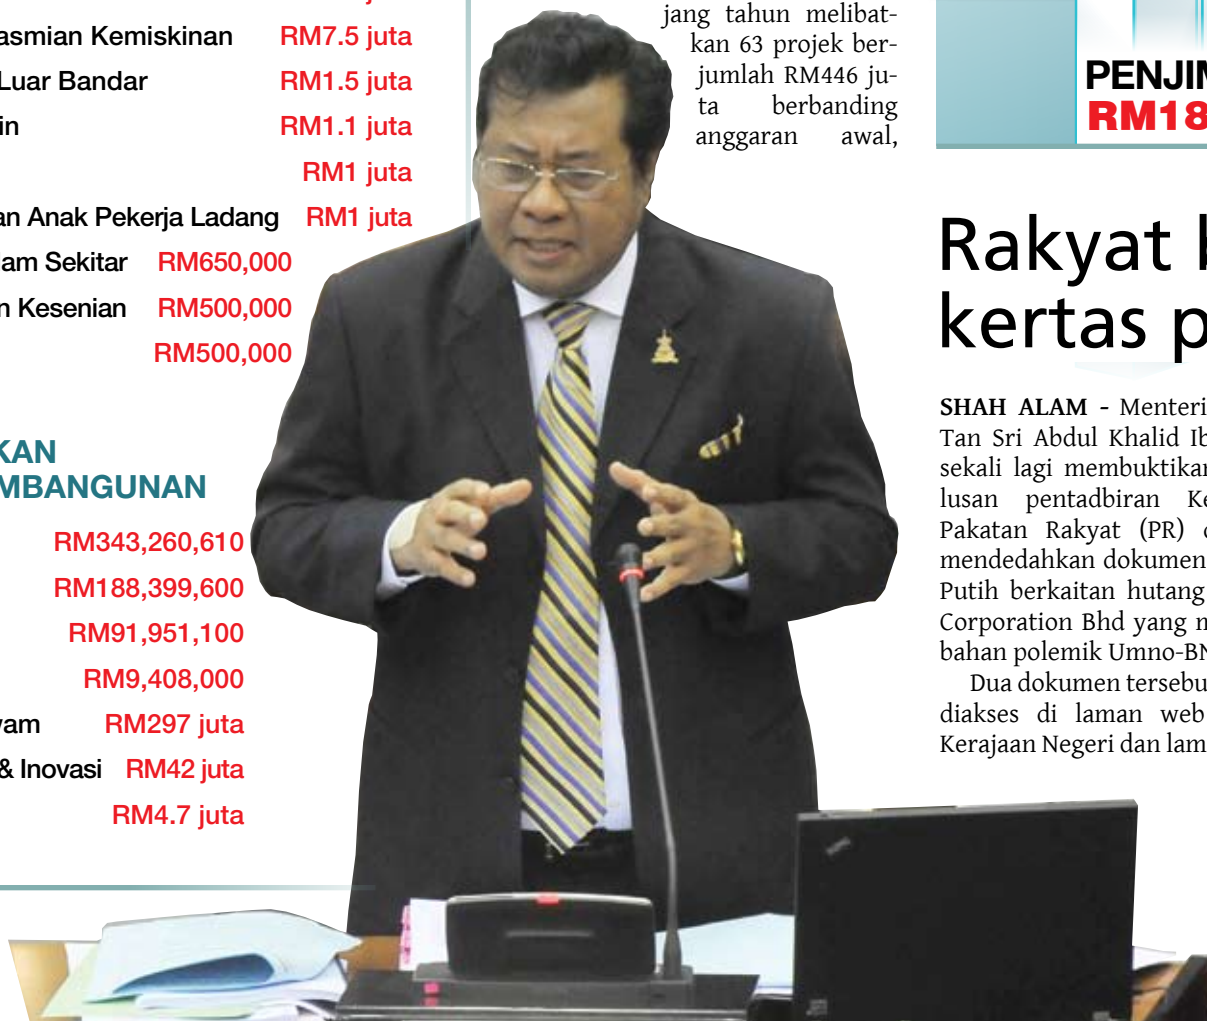 asmian Kemiskinan RM7.5 juta
Luar Bandar RM1.5 juta
in RM1.1 juta
RM1 juta
an Anak Pekerja Ladang RM1 juta
lam Sekitar RM650,000
n Kesenian RM500,000
RM500,000
KAN
MBANGUNAN
RM343,260,610
RM188,399,600
RM91,951,100
RM9,408,000
vam RM297 juta
& Inovasi RM42 juta
RM4.7 juta
jang tahun melibat-
kan 63 projek ber-
jumlah RM446 ju-
ta berbanding
anggaran awal,
PENJIM
RM18
Rakyat b
kertas p
SHAH ALAM - Menteri
Tan Sri Abdul Khalid Ib
sekali lagi membuktikan
lusan pentadbiran Ke
Pakatan Rakyat (PR) d
mendedahkan dokumen
Putih berkaitan hutang
Corporation Bhd yang m
bahan polemik Umno-BN
Dua dokumen tersebu
diakses di laman web
Kerajaan Negeri dan lam